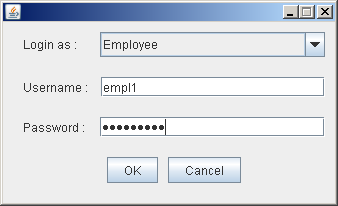 Login as : Employee
Username : empl1
Password : •••••••••
OK Cancel